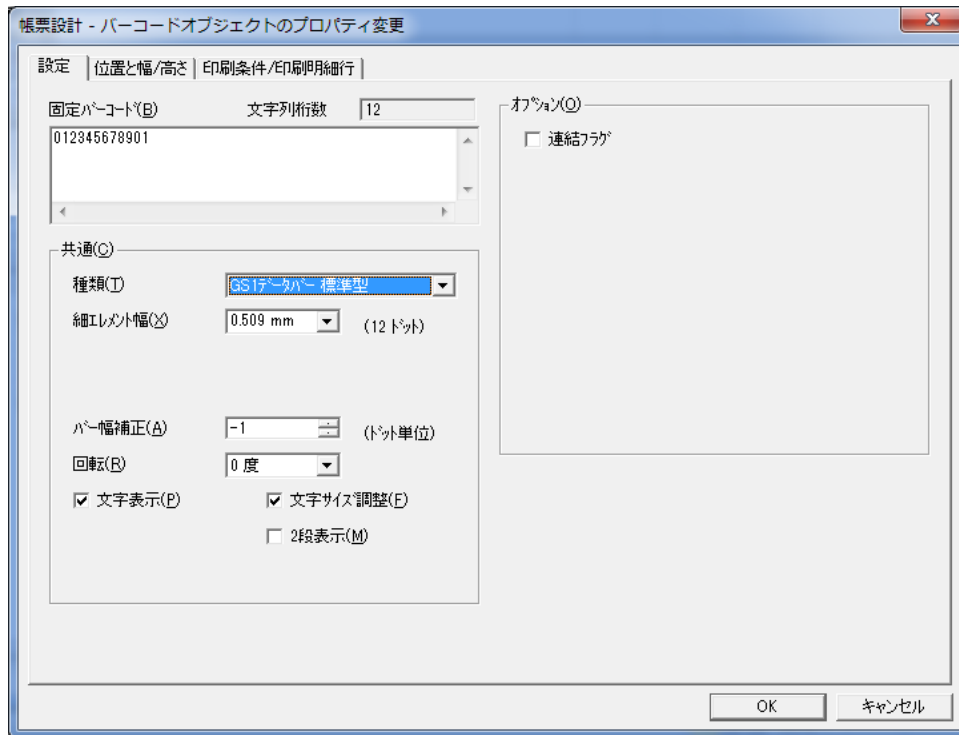 帳票設計 - バーコードオブジェクトのプロパティ変更
設定 位置と幅/高さ 印刷条件/印刷明細行
固定ﾊﾞｰｺｰﾄﾞ(B) 文字列桁数 12
012345678901
共通(C)
種類(T) GS1ﾃﾞｰﾀﾊﾞｰ 標準型
細ｴﾚﾒﾝﾄ幅(X) 0.509 mm (12 ﾄﾞｯﾄ)
ﾊﾞｰ幅補正(A) -1 (ﾄﾞｯﾄ単位)
回転(R) 0 度
文字表示(P) 文字ｻｲｽﾞ調整(F)
2段表示(M)
ｵﾌﾟｼｮﾝ(O)
連結ﾌﾗｸﾞ
OK キャンセル